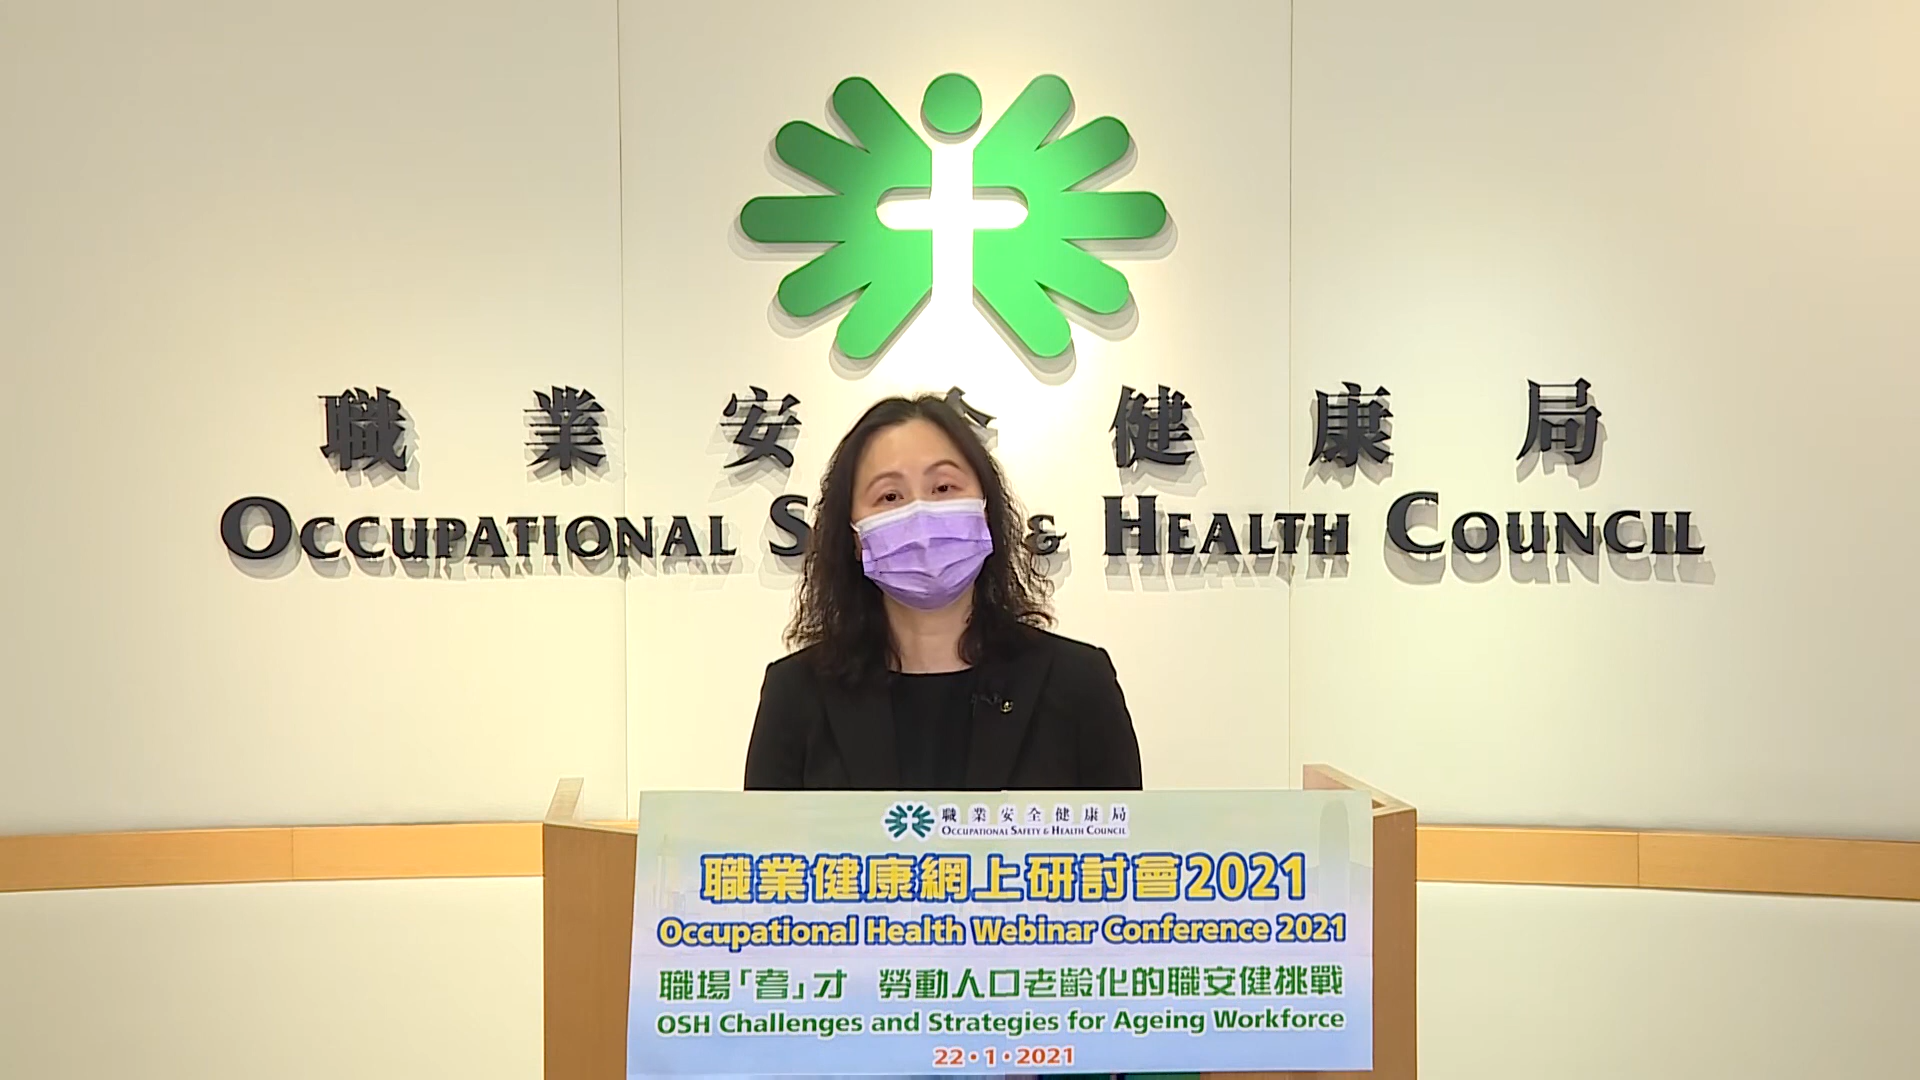 職業安全健康局
OCCUPATIONAL S & HEALTH COUNCIL
職業安全健康局
OCCUPATIONAL SAFETY & HEALTH COUNCIL
職業健康網上研討會2021
Occupational Health Webinar Conference 2021
職場「耆」才 勞動人口老齡化的職安健挑戰
OSH Challenges and Strategies for Ageing Workforce
22•1•2021